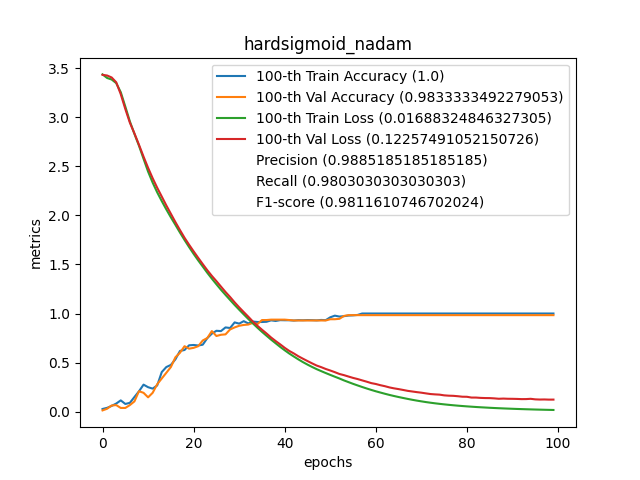 hardsigmoid_nadam
100-th Train Accuracy (1.0)
100-th Val Accuracy (0.9833333492279053)
100-th Train Loss (0.01688324846327305)
100-th Val Loss (0.12257491052150726)
Precision (0.9885185185185185)
Recall (0.9803030303030303)
F1-score (0.9811610746702024)
metrics
3.5
3.0
2.5
2.0
1.5
1.0
0.5
0.0
0 20 40 60 80 100
epochs